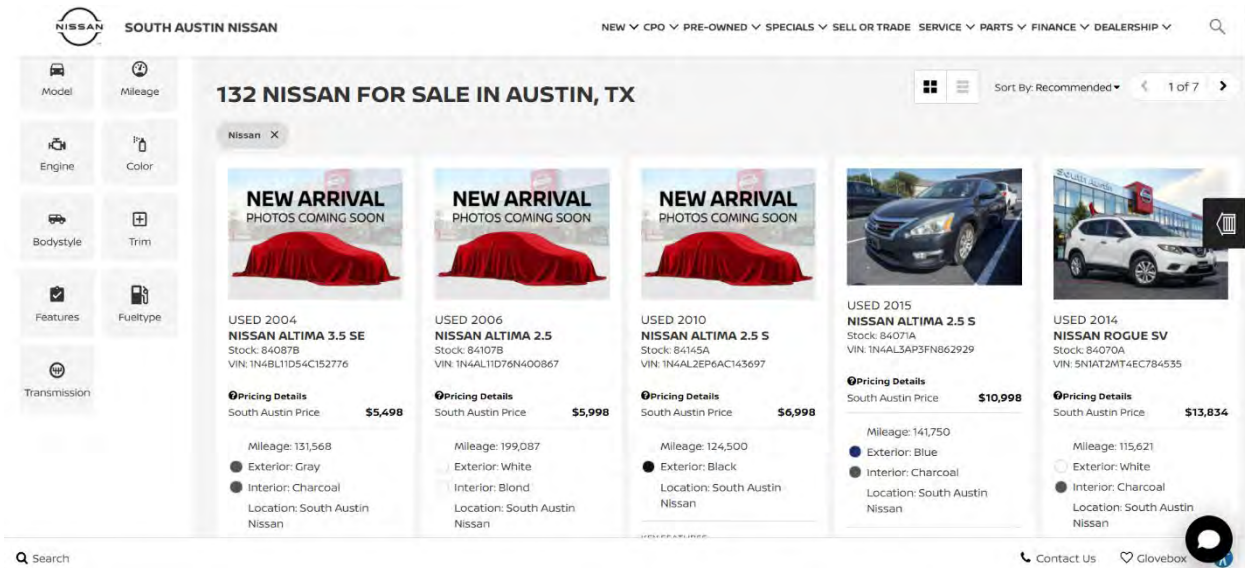 NISSAN
SOUTH AUSTIN NISSAN
NEW CPO PRE-OWNED SPECIALS SELL OR TRADE SERVICE PARTS FINANCE DEALERSHIP
Model
Mileage
Engine
Color
Bodystyle
Trim
Features
Fueltype
Transmission
132 NISSAN FOR SALE IN AUSTIN, TX
Sort By: Recommended
1 of 7
Nissan X
NEW ARRIVAL
PHOTOS COMING SOON
USED 2004
NISSAN ALTIMA 3.5 SE
Stock: 84087B
VIN: 1N4BL11D54C152776
Pricing Details
South Austin Price $5,498
Mileage: 131,568
Exterior: Gray
Interior: Charcoal
Location: South Austin
Nissan
NEW ARRIVAL
PHOTOS COMING SOON
USED 2006
NISSAN ALTIMA 2.5
Stock: 84107B
VIN: 1N4AL11D76N400867
Pricing Details
South Austin Price $5,998
Mileage: 199,087
Exterior: White
Interior: Blond
Location: South Austin
Nissan
NEW ARRIVAL
PHOTOS COMING SOON
USED 2010
NISSAN ALTIMA 2.5 S
Stock: 84145A
VIN: 1N4AL2EP6AC143697
Pricing Details
South Austin Price $6,998
Mileage: 124,500
Exterior: Black
Location: South Austin
Nissan
USED 2015
NISSAN ALTIMA 2.5 S
Stock: 84071A
VIN: 1N4AL3AP3FN862929
Pricing Details
South Austin Price $10,998
Mileage: 141,750
Exterior: Blue
Interior: Charcoal
Location: South Austin
Nissan
South Austin
USED 2014
NISSAN ROGUE SV
Stock: 84070A
VIN: 5N1AT2MT4EC784535
Pricing Details
South Austin Price $13,834
Mileage: 115,621
Exterior: White
Interior: Charcoal
Location: South Austin
Nissan
Search
Contact Us
Glovebox